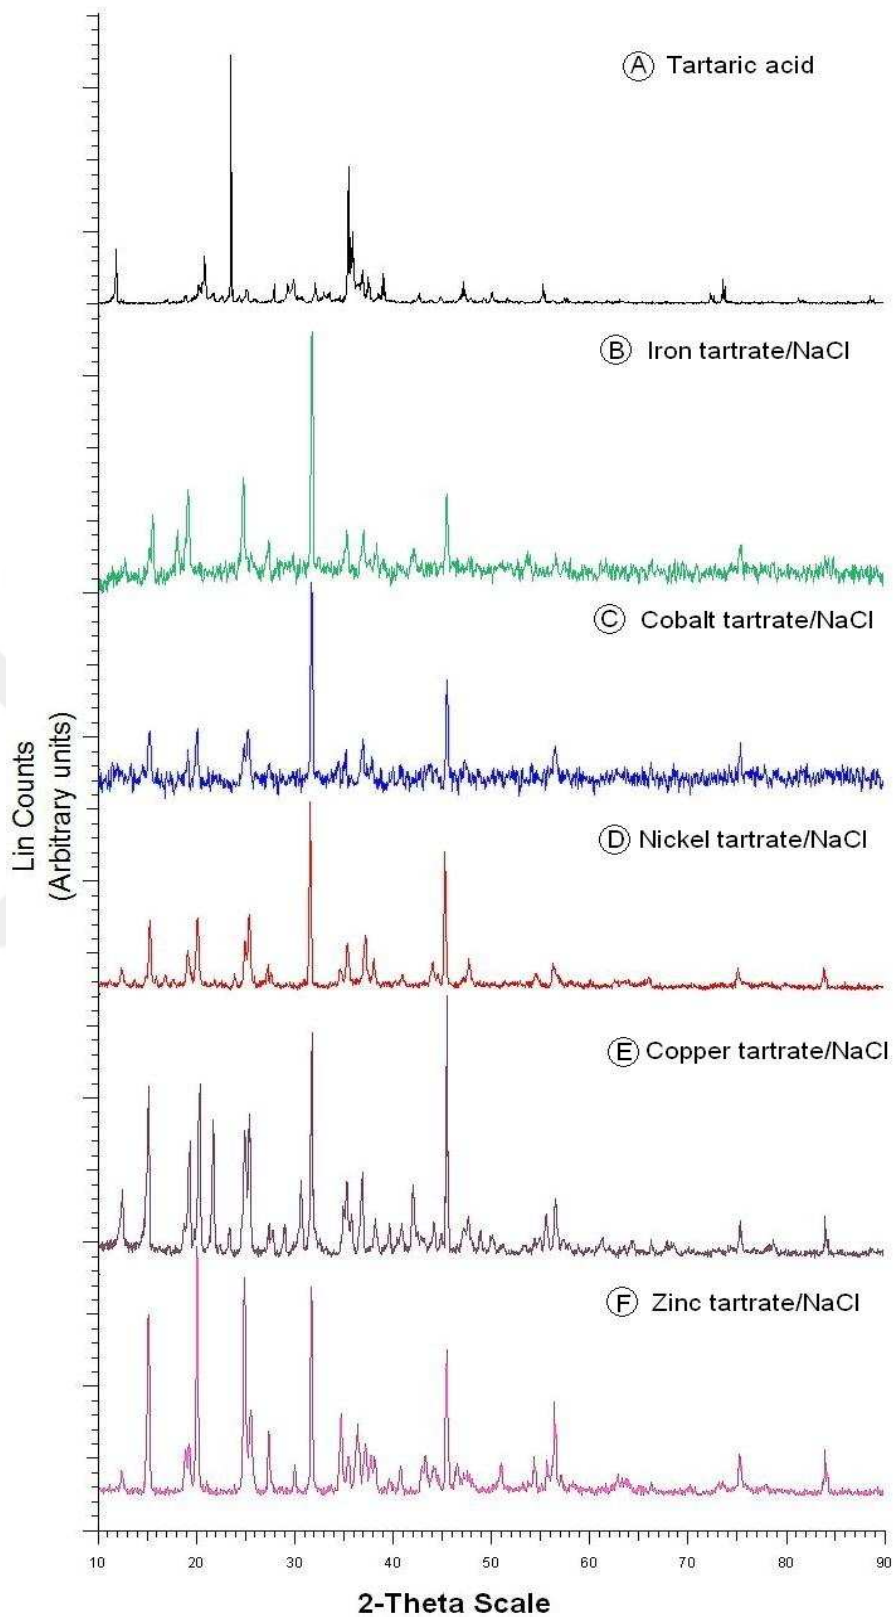 A Tartaric acid
B Iron tartrate/NaCl
C Cobalt tartrate/NaCl
D Nickel tartrate/NaCl
E Copper tartrate/NaCl
F Zinc tartrate/NaCl
Lin Counts
(Arbitrary units)
10 20 30 40 50 60 70 80 90
2-Theta Scale